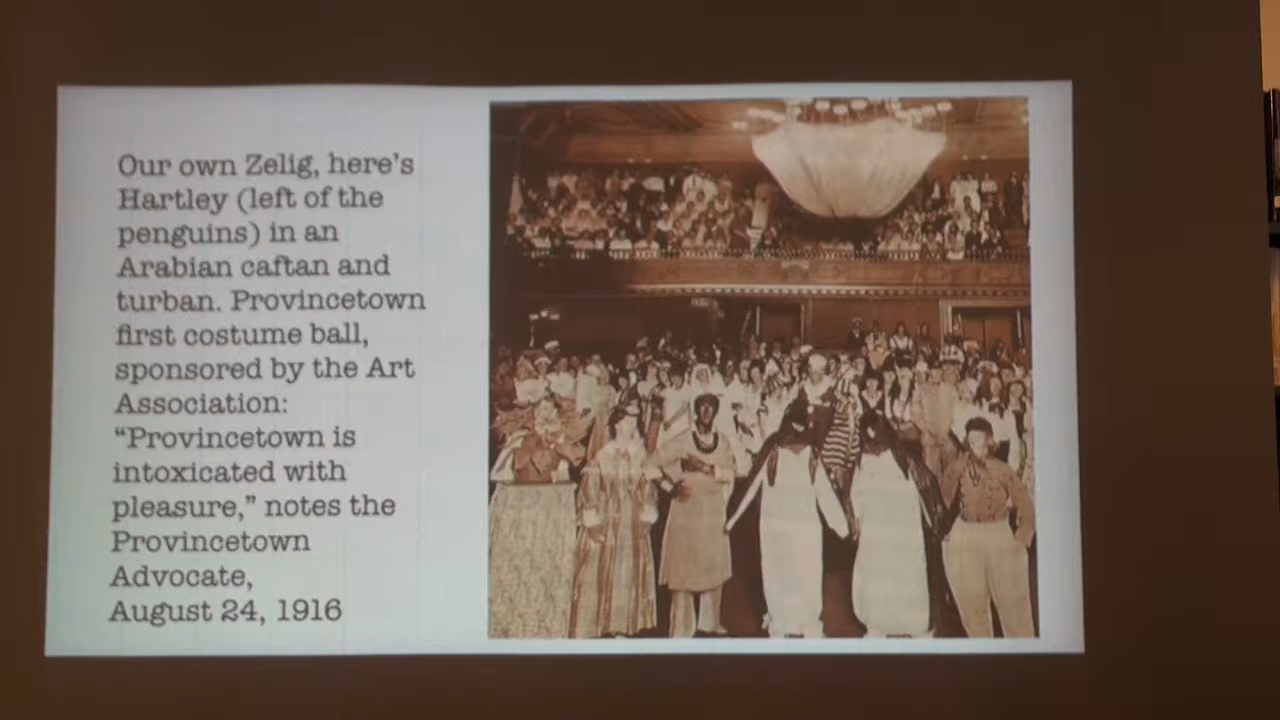 Our own Zelig, here's
Hartley (left of the
penguins) in an
Arabian caftan and
turban. Provincetown
first costume ball,
sponsored by the Art
Association:
“Provincetown is
intoxicated with
pleasure,” notes the
Provincetown
Advocate,
August 24, 1916